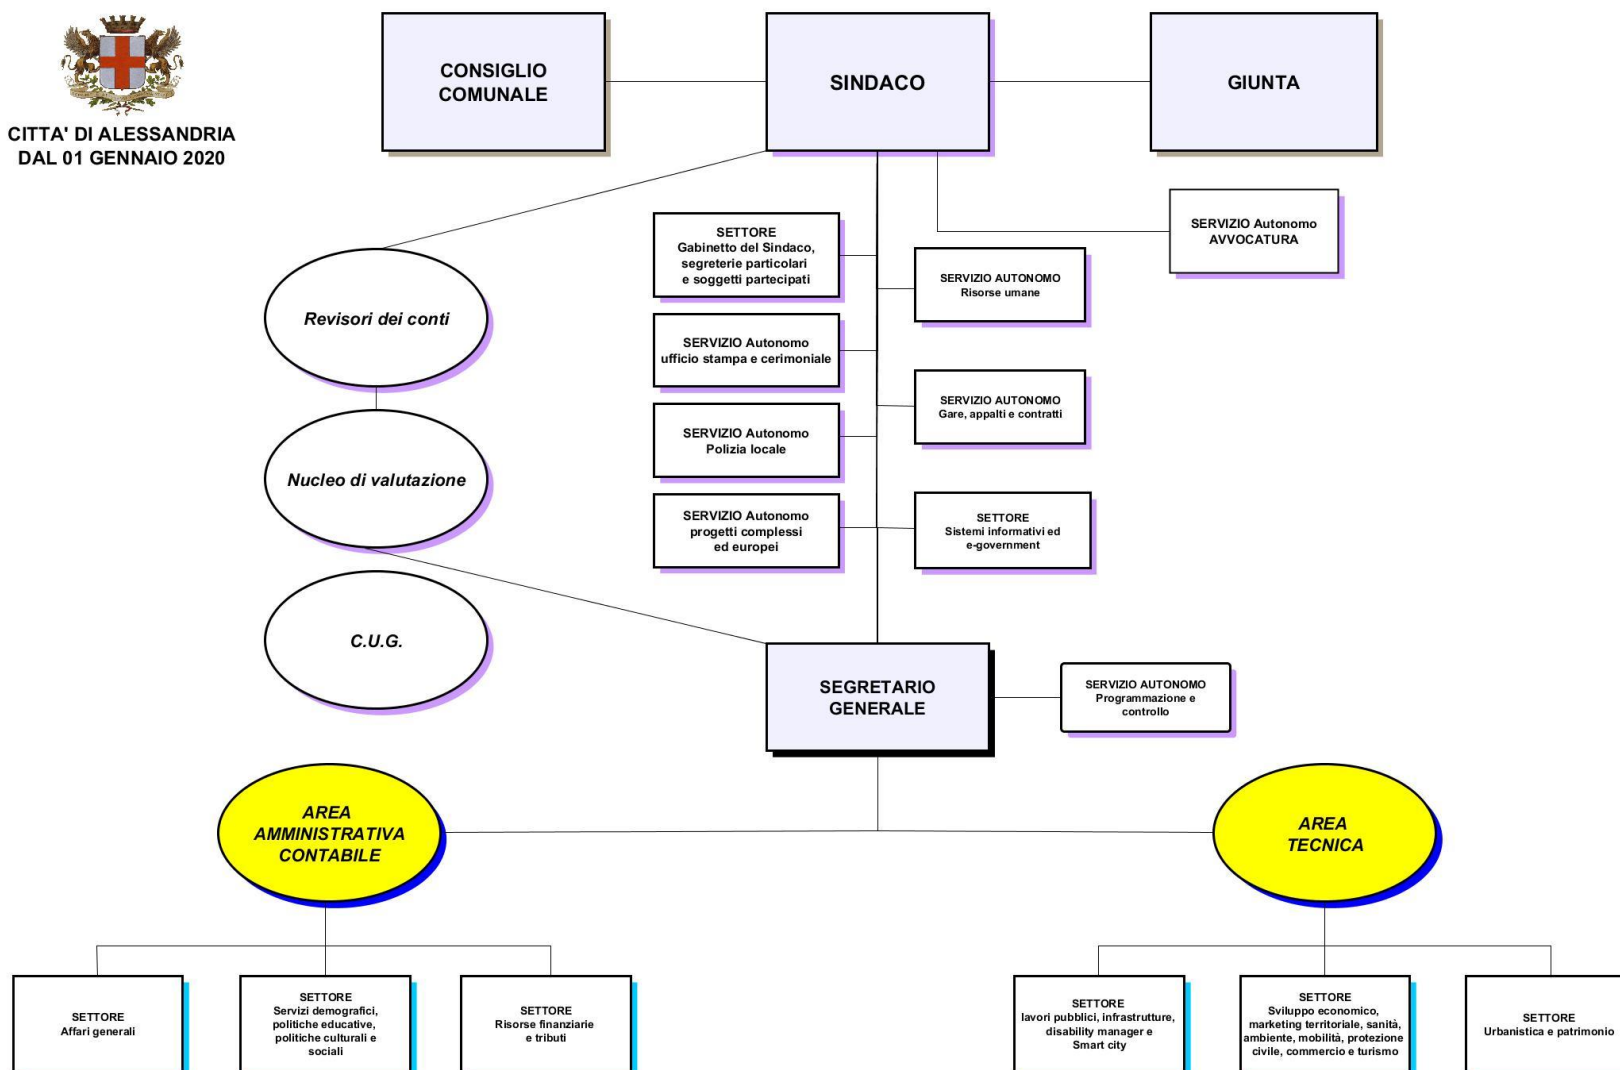 CITTA' DI ALESSANDRIA
DAL 01 GENNAIO 2020
CONSIGLIO
COMUNALE
SINDACO
GIUNTA
SERVIZIO Autonomo
AVVOCATURA
SETTORE
Gabinetto del Sindaco,
segreterie particolari
e soggetti partecipati
SERVIZIO AUTONOMO
Risorse umane
Revisori dei conti
SERVIZIO Autonomo
ufficio stampa e cerimoniale
SERVIZIO AUTONOMO
Gare, appalti e contratti
SERVIZIO Autonomo
Polizia locale
Nucleo di valutazione
SERVIZIO Autonomo
progetti complessi
ed europei
SETTORE
Sistemi informativi ed
e-government
C.U.G.
SEGRETARIO
GENERALE
SERVIZIO AUTONOMO
Programmazione e
controllo
AREA
AMMINISTRATIVA
CONTABILE
AREA
TECNICA
SETTORE
Affari generali
SETTORE
Servizi demografici,
politiche educative,
politiche culturali e
sociali
SETTORE
Risorse finanziarie
e tributi
SETTORE
lavori pubblici, infrastrutture,
disability manager e
Smart city
SETTORE
Sviluppo economico,
marketing territoriale, sanità,
ambiente, mobilità, protezione
civile, commercio e turismo
SETTORE
Urbanistica e patrimonio